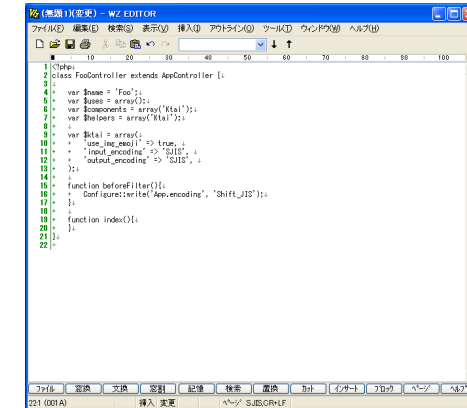 (無題1)(変更) - WZ EDITOR
ファイル(F) 編集(E) 検索(S) 表示(V) 挿入(I) アウトライン(O) ツール(T) ウィンドウ(W) ヘルプ(H)
10 20 30 40 50 60 70 80 90 100
1 <?php↓
2 class FooController extends AppController {↓
3 ↓
4 var $name = 'Foo';↓
5 var $uses = array();↓
6 var $components = array('Ktai');↓
7 var $helpers = array('Ktai');↓
8 ↓
9 var $ktai = array(↓
10 'use_img_emoji' => true, ↓
11 'input_encoding' => 'SJIS', ↓
12 'output_encoding' => 'SJIS', ↓
13 );↓
14 ↓
15 function beforeFilter(){↓
16 Configure::write('App.encoding', 'Shift_JIS');↓
17 }↓
18 ↓
19 function index(){↓
20 }↓
21 }↓
22 ←
ファイル 窓換 文換 窓割 記憶 検索 置換 カット インサート ブロック ページ ヘルプ
22:1 (001A) 挿入 変更 ページ SJIS,CR+LF